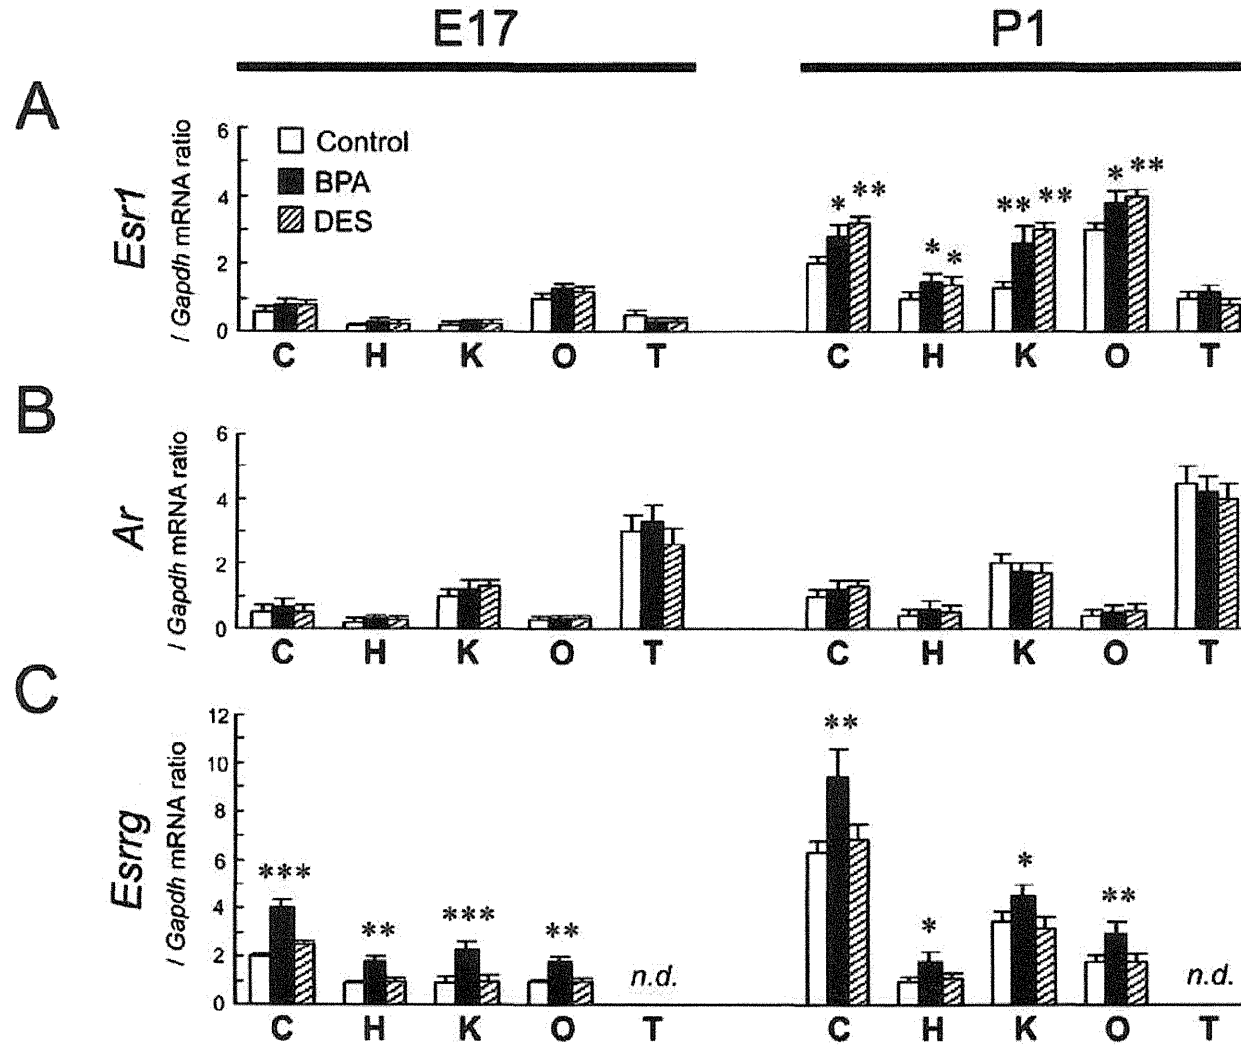 E17 P1
A
Esr1
/ Gapdh mRNA ratio
6
4
2
0
Control
BPA
DES
* ** * * ** ** * **
C H K O T C H K O T
B
Ar
/ Gapdh mRNA ratio
6
4
2
0
C H K O T C H K O T
C
Esrrg
/ Gapdh mRNA ratio
12
10
8
6
4
2
0
*** ** *** ** n.d. ** * * ** n.d.
C H K O T C H K O T